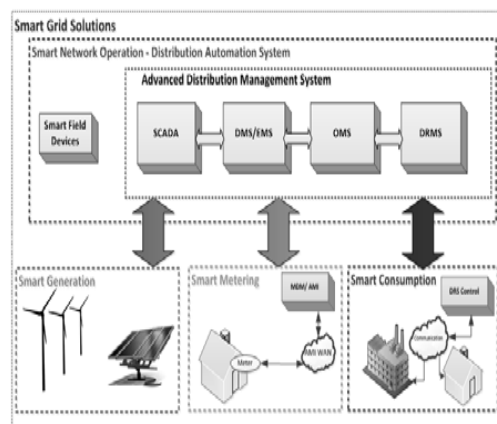 Smart Grid Solutions
Smart Network Operation - Distribution Automation System
Advanced Distribution Management System
Smart Field
Devices
SCADA
DMS/EMS
OMS
DRMS
Smart Generation
Smart Metering
MDM/ AMI
Meter
AMI WAN
Smart Consumption
DRS Control
Communication